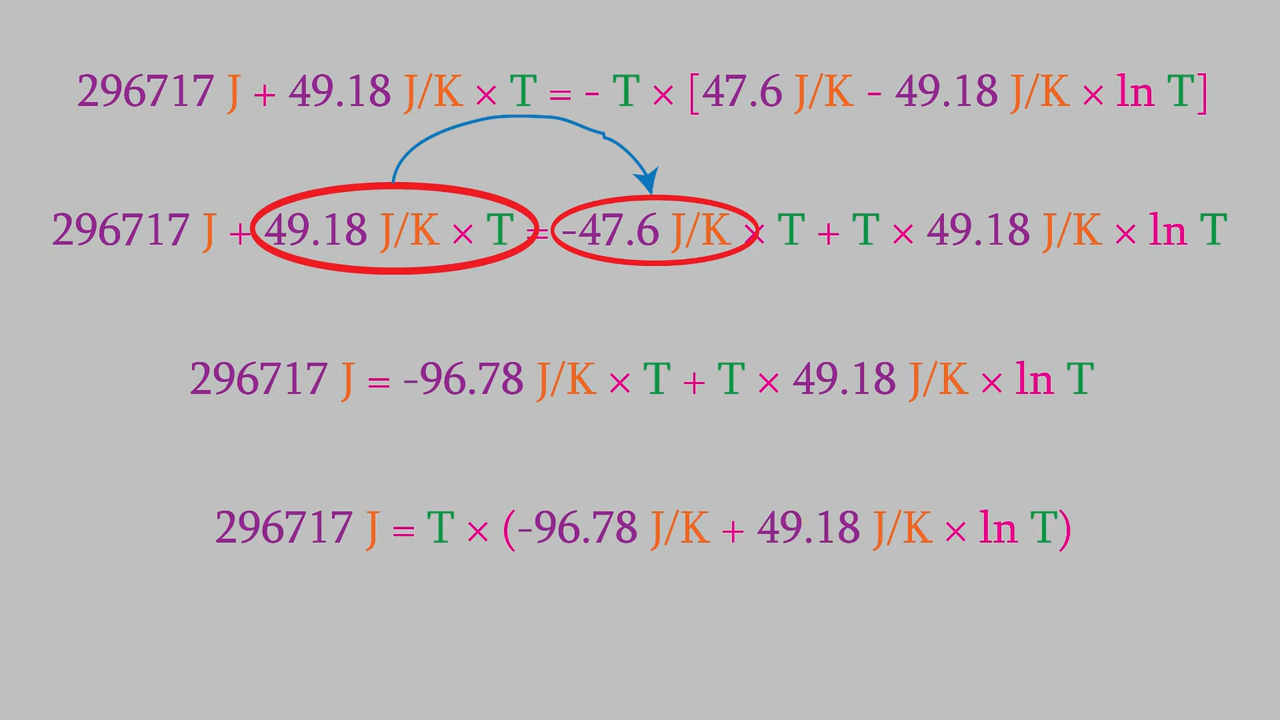 296717 J + 49.18 J/K × T = - T × [47.6 J/K - 49.18 J/K × ln T]
296717 J + 49.18 J/K × T = -47.6 J/K × T + T × 49.18 J/K × ln T
296717 J = -96.78 J/K × T + T × 49.18 J/K × ln T
296717 J = T × (-96.78 J/K + 49.18 J/K × ln T)